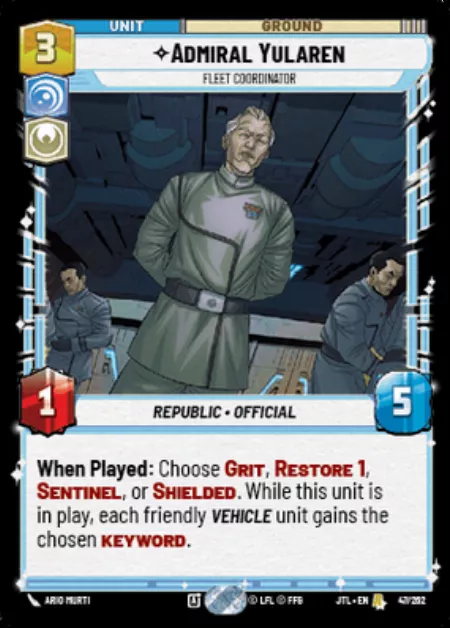 UNIT
GROUND
3
ADMIRAL YULAREN
FLEET COORDINATOR
1
REPUBLIC • OFFICIAL
5
When Played: Choose GRIT, RESTORE 1,
SENTINEL, or SHIELDED. While this unit is
in play, each friendly VEHICLE unit gains the
chosen KEYWORD.
ARIO MURTI
© LFL © FFG
JTL • EN
47/262